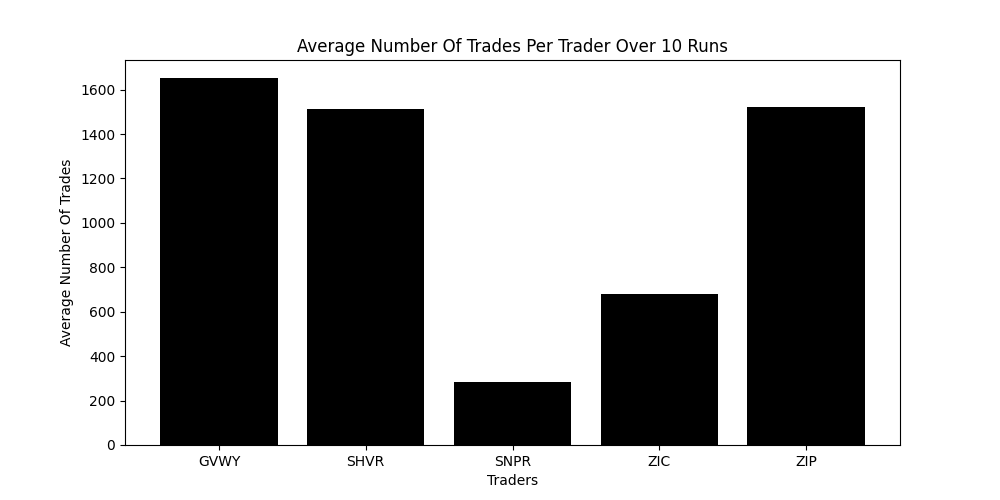 Average Number Of Trades Per Trader Over 10 Runs
Average Number Of Trades
1600
1400
1200
1000
800
600
400
200
0
GVWY SHVR SNPR ZIC ZIP
Traders